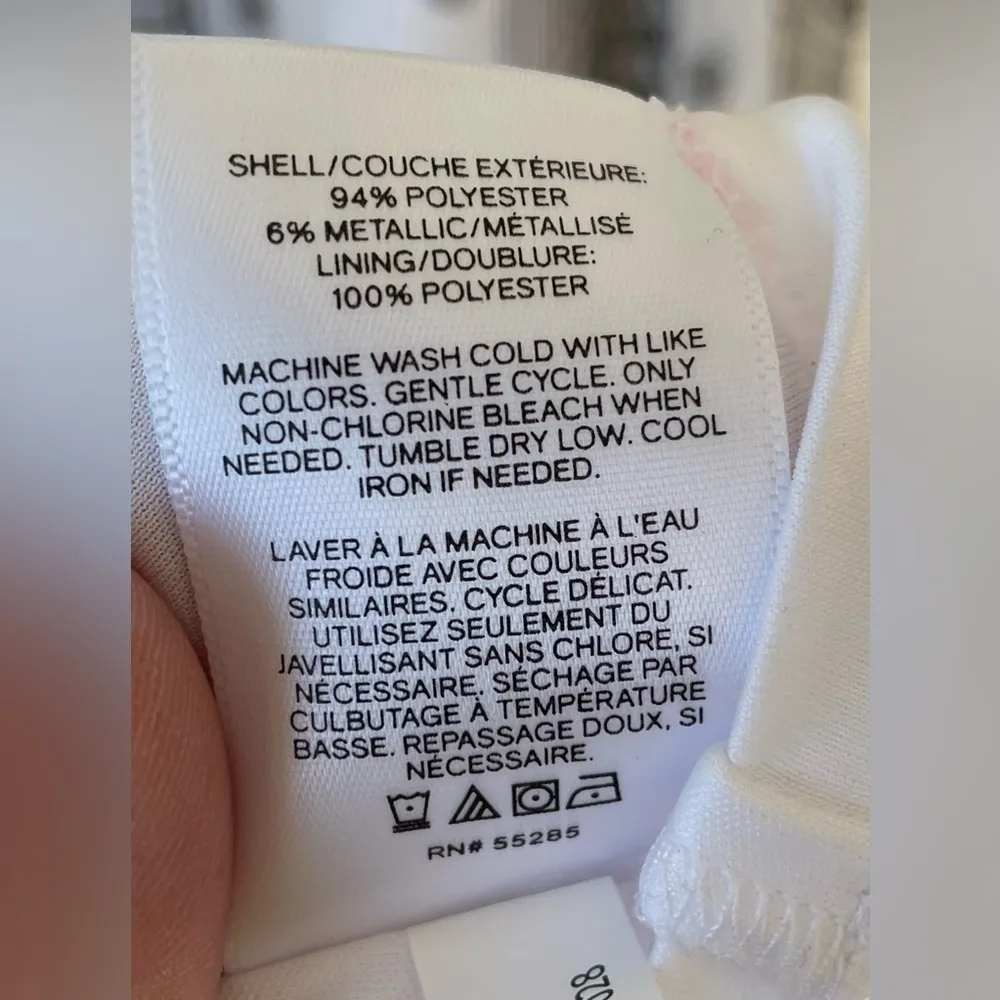 SHELL/COUCHE EXTÉRIEURE:
94% POLYESTER
6% METALLIC/MÉTALLISÉ
LINING/DOUBLURE:
100% POLYESTER
MACHINE WASH COLD WITH LIKE
COLORS. GENTLE CYCLE. ONLY
NON-CHLORINE BLEACH WHEN
NEEDED. TUMBLE DRY LOW. COOL
IRON IF NEEDED.
LAVER À LA MACHINE À L'EAU
FROIDE AVEC COULEURS
SIMILAIRES. CYCLE DÉLICAT.
UTILISEZ SEULEMENT DU
JAVELLISANT SANS CHLORE, SI
NÉCESSAIRE. SÉCHAGE PAR
CULBUTAGE À TEMPÉRATURE
BASSE. REPASSAGE DOUX, SI
NÉCESSAIRE.
RN# 55285